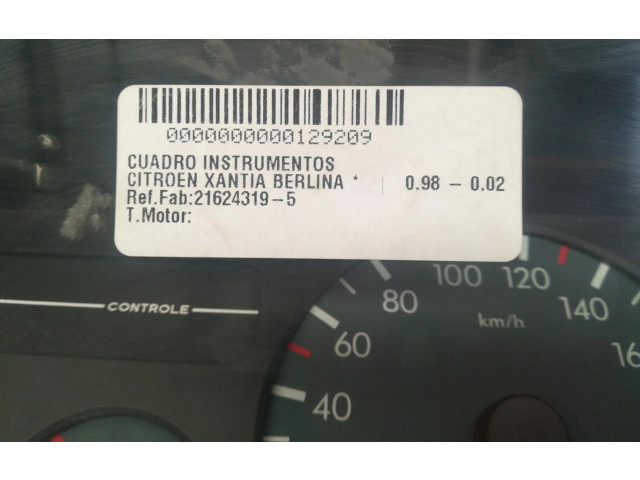 0000000000129209
CUADRO INSTRUMENTOS
CITROEN XANTIA BERLINA * 0.98 - 0.02
Ref.Fab:21624319-5
T.Motor:
CONTROLE
40
60
80
100
120
140
km/h